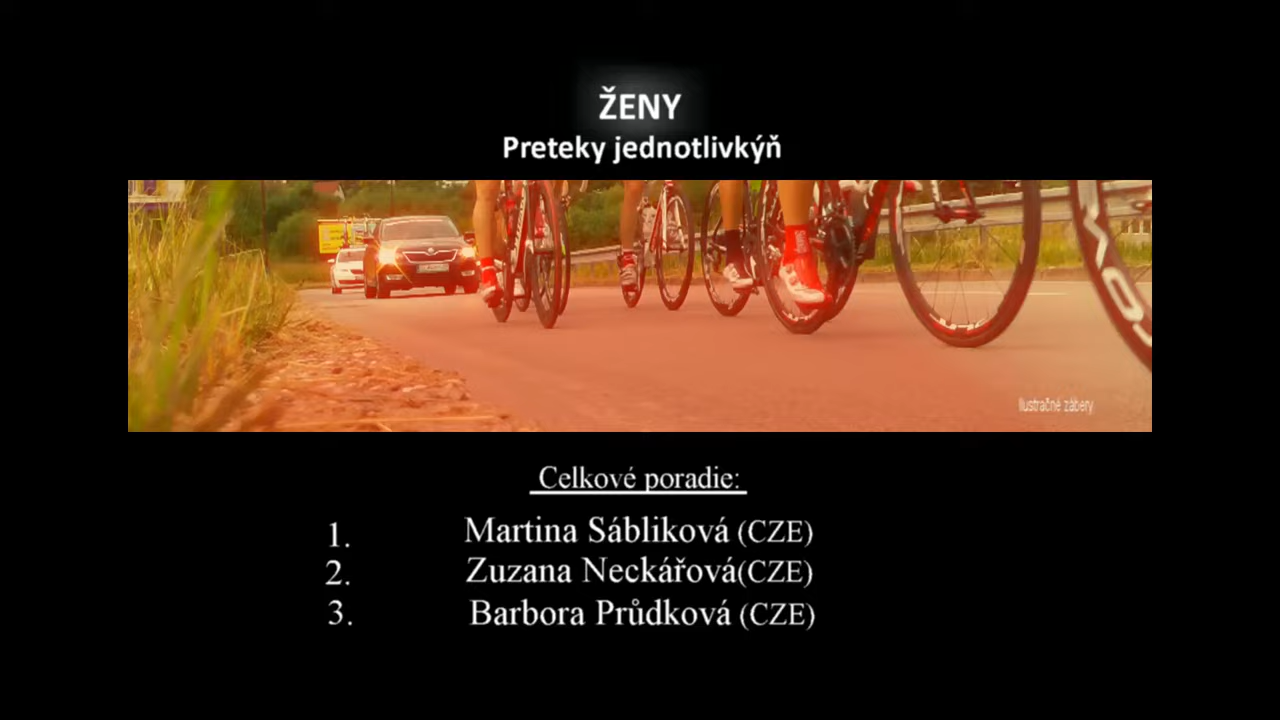 ŽENY
Preteky jednotlivkýň
Ilustračné zábery
Celkové poradie:
1. Martina Sábliková (CZE)
2. Zuzana Neckářová(CZE)
3. Barbora Průdková (CZE)